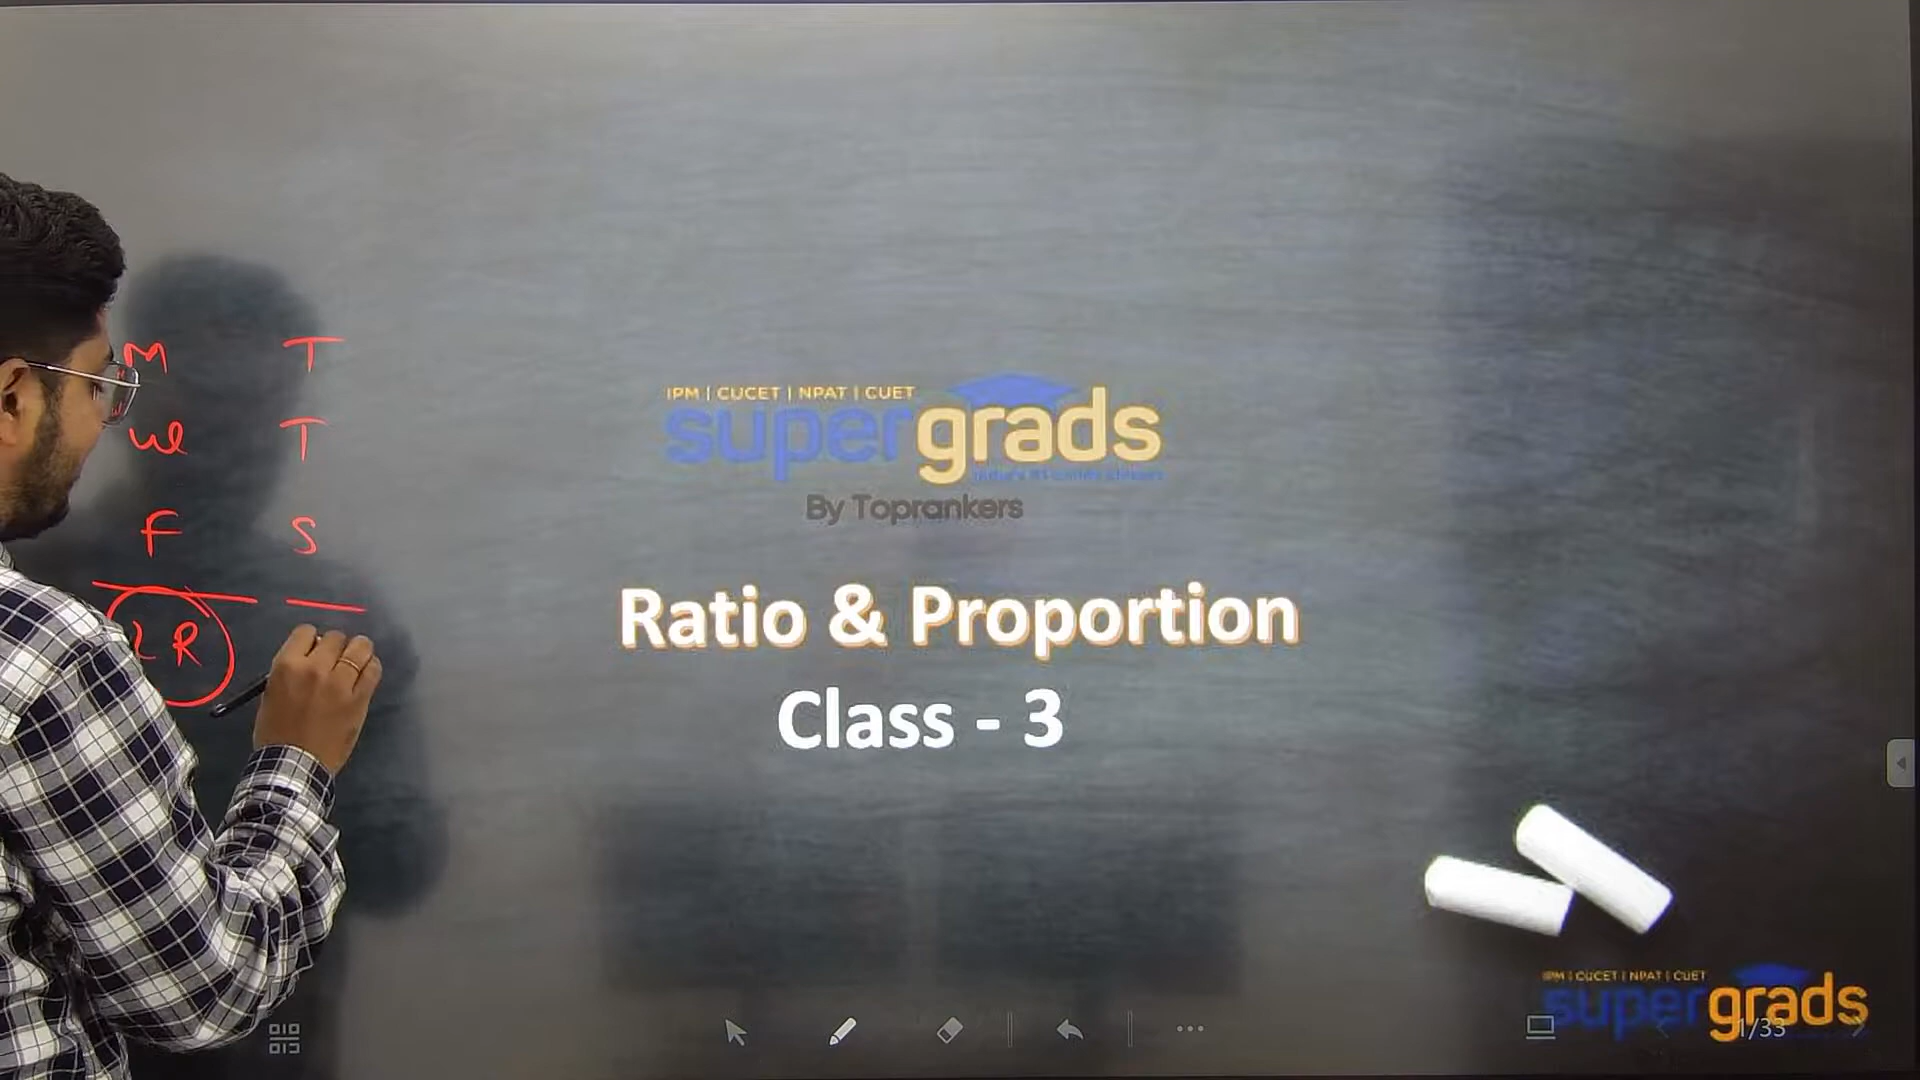 M T
we T
F S
LR
IPM | CUCET | NPAT | CUET
supergrads
By Toprankers
Ratio & Proportion
Class - 3
IPM | CUCET | NPAT | CUET
supergrads
1/33